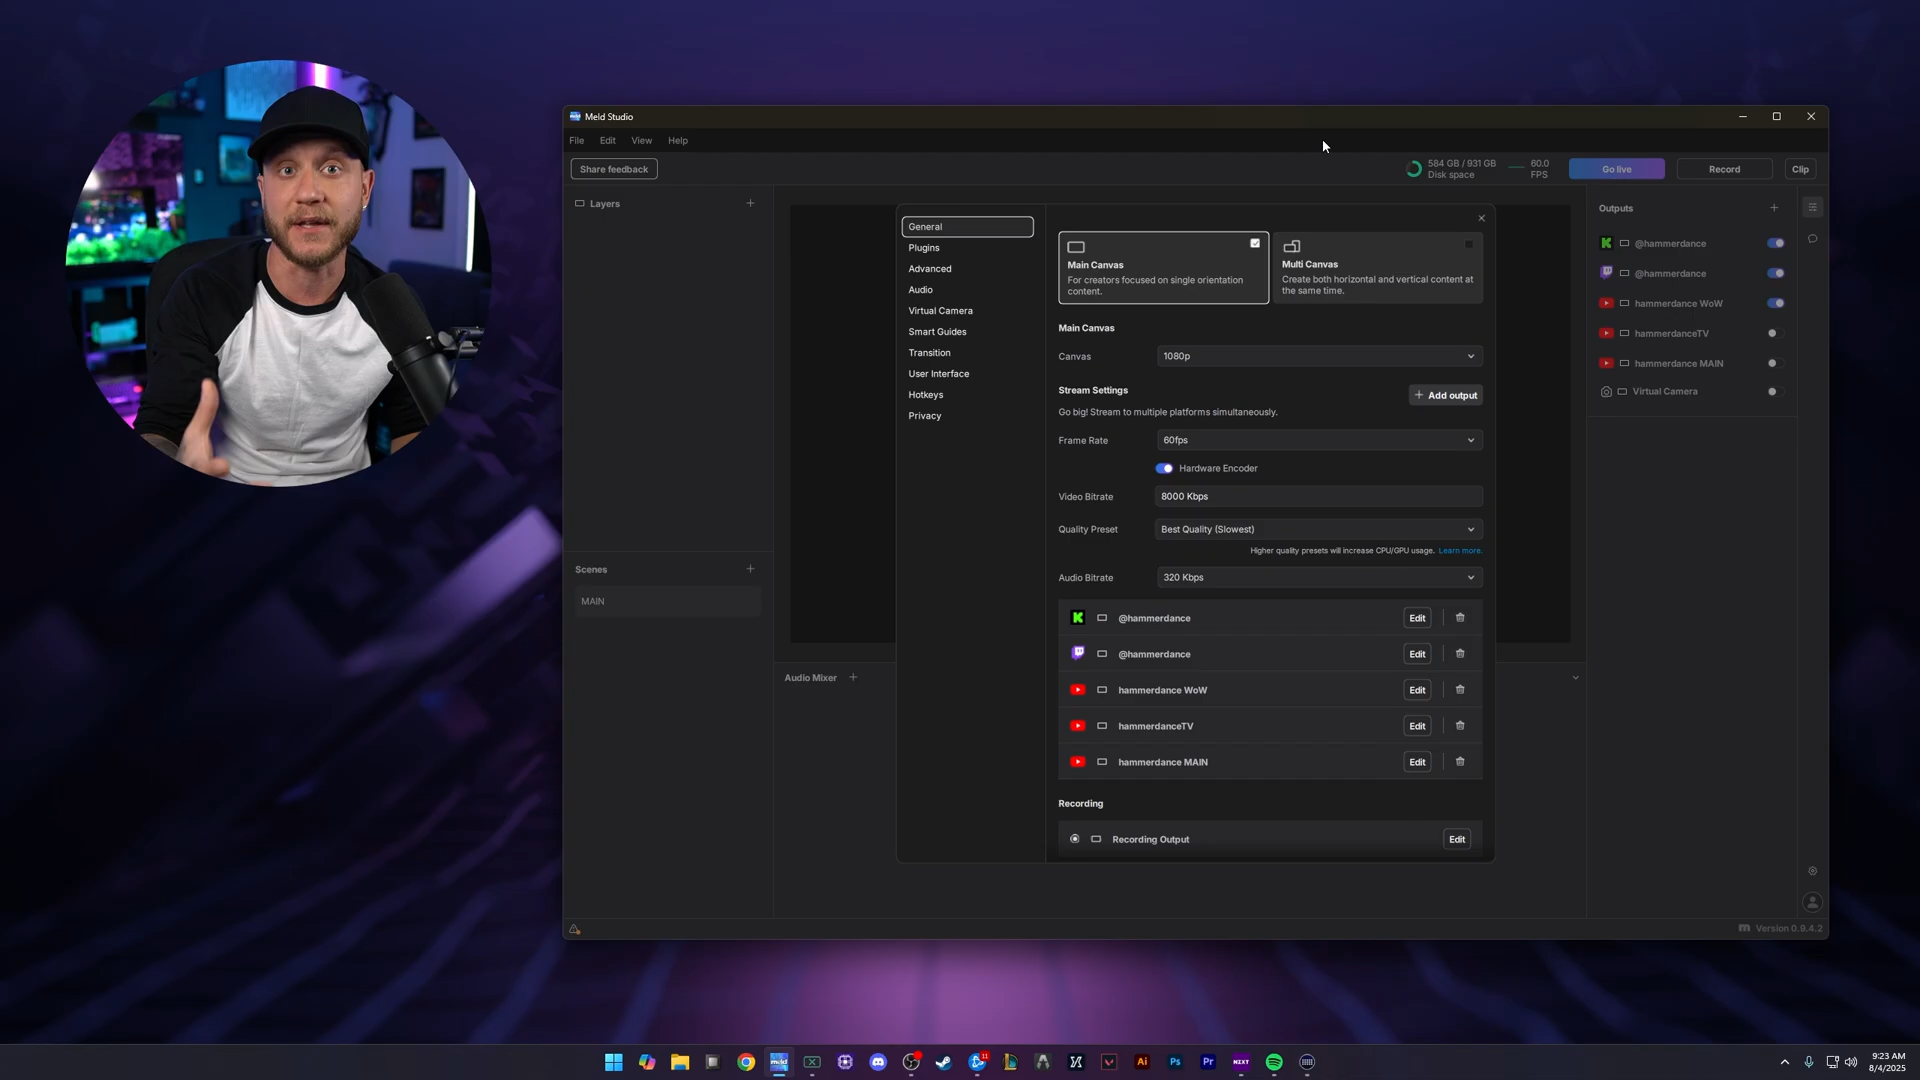 Meld Studio
File Edit View Help
Share feedback
584 GB / 931 GB
Disk space
60.0
FPS
Go live
Record
Clip
Layers
Scenes
MAIN
General
Plugins
Advanced
Audio
Virtual Camera
Smart Guides
Transition
User Interface
Hotkeys
Privacy
Main Canvas
For creators focused on single orientation
content.
Multi Canvas
Create both horizontal and vertical content at
the same time.
Main Canvas
Canvas 1080p
Stream Settings
Add output
Go big! Stream to multiple platforms simultaneously.
Frame Rate 60fps
Hardware Encoder
Video Bitrate 8000 Kbps
Quality Preset Best Quality (Slowest)
Higher quality presets will increase CPU/GPU usage. Learn more.
Audio Bitrate 320 Kbps
@hammerdance Edit
@hammerdance Edit
hammerdance WoW Edit
hammerdanceTV Edit
hammerdance MAIN Edit
Recording
Recording Output Edit
Audio Mixer
Outputs
@hammerdance
@hammerdance
hammerdance WoW
hammerdanceTV
hammerdance MAIN
Virtual Camera
Version 0.9.4.2
meld
11
Ai
Ps
Pr
NZXT
9:23 AM
8/4/2025